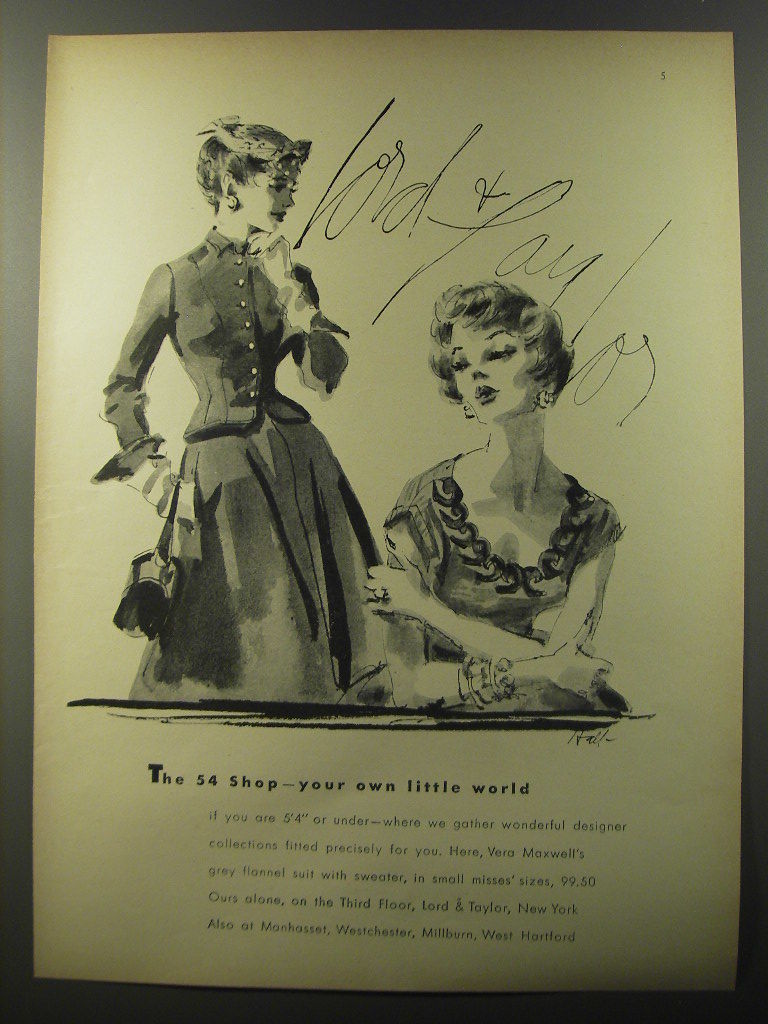 5
Lord & Taylor
The 54 Shop—your own little world
if you are 5'4" or under—where we gather wonderful designer
collections fitted precisely for you. Here, Vera Maxwell's
grey flannel suit with sweater, in small misses' sizes, 99.50
Ours alone, on the Third Floor, Lord & Taylor, New York
Also at Manhasset, Westchester, Millburn, West Hartford